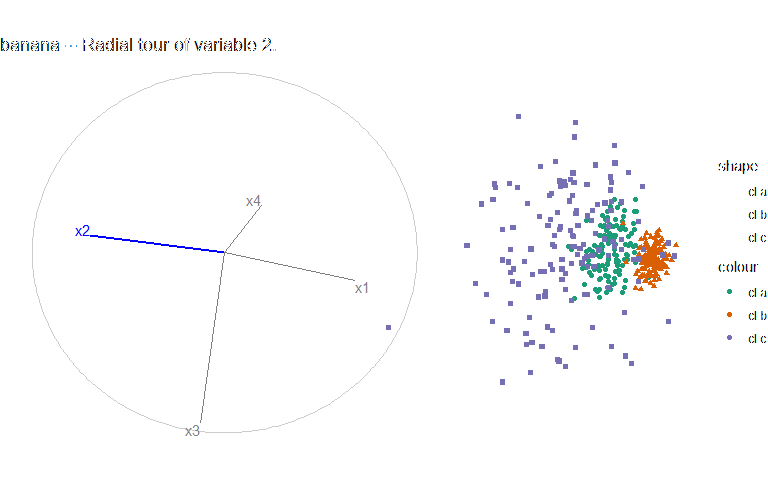 banana -- Radial tour of variable 2.
x4
x2
x1
x3
shape
cl a
cl b
cl c
colour
cl a
cl b
cl c